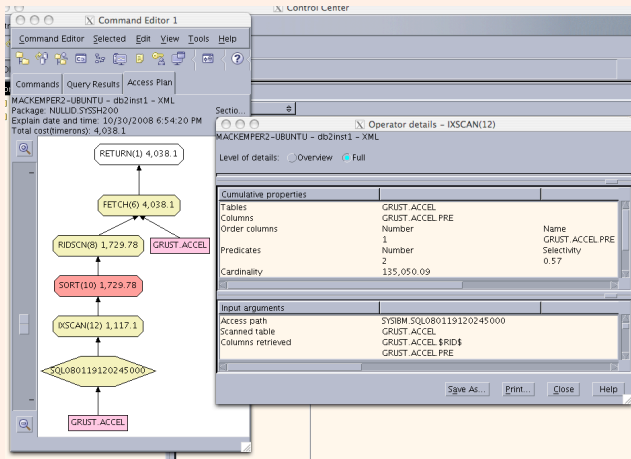 Control Center
Command Editor 1
Command Editor Selected Edit View Tools Help
Commands Query Results Access Plan
MACKEMPER2-UBUNTU - db2inst1 - XML
Package: NULLID.SYSSH200
Sectio...
Explain date and time: 10/30/2008 6:54:20 PM
Total cost(timerons): 4,038.1
RETURN(1) 4,038.1
FETCH(6) 4,038.1
RIDSCN(8) 1,729.78
GRUST.ACCEL
SORT(10) 1,729.78
IXSCAN(12) 1,117.1
SQL080119120245000
GRUST.ACCEL
Operator details - IXSCAN(12)
MACKEMPER2-UBUNTU - db2inst1 - XML
Level of details: Overview Full
Cumulative properties
Tables GRUST.ACCEL
Columns GRUST.ACCEL.PRE
Order columns Number Name
1 GRUST.ACCEL.PRE
Predicates Number Selectivity
2 0.57
Cardinality 135,050.09
Input arguments
Access path SYSIBM.SQL080119120245000
Scanned table GRUST.ACCEL
Columns retrieved GRUST.ACCEL.$RID$
GRUST.ACCEL.PRE
Save As... Print... Close Help